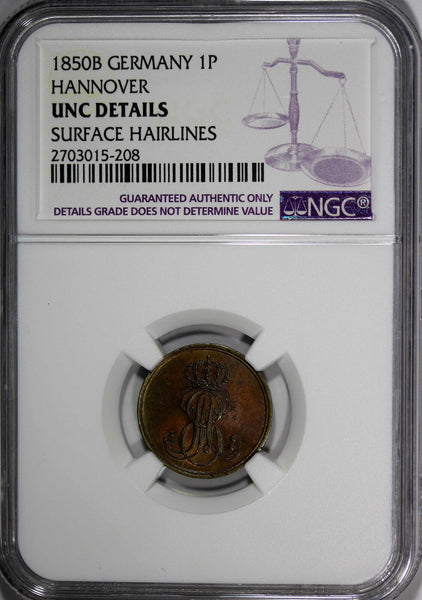 1850B GERMANY 1P
HANNOVER
UNC DETAILS
SURFACE HAIRLINES
2703015-208
GUARANTEED AUTHENTIC ONLY
DETAILS GRADE DOES NOT DETERMINE VALUE
NGC®